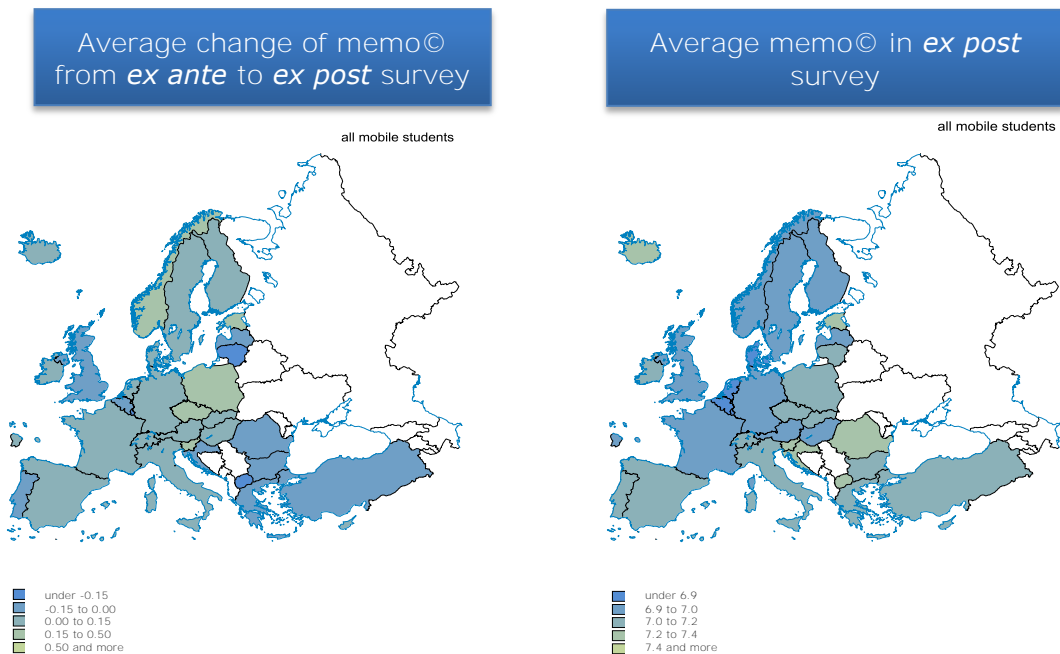 Average change of memo©
from ex ante to ex post survey
all mobile students
under -0.15
-0.15 to 0.00
0.00 to 0.15
0.15 to 0.50
0.50 and more
Average memo© in ex post
survey
all mobile students
under 6.9
6.9 to 7.0
7.0 to 7.2
7.2 to 7.4
7.4 and more